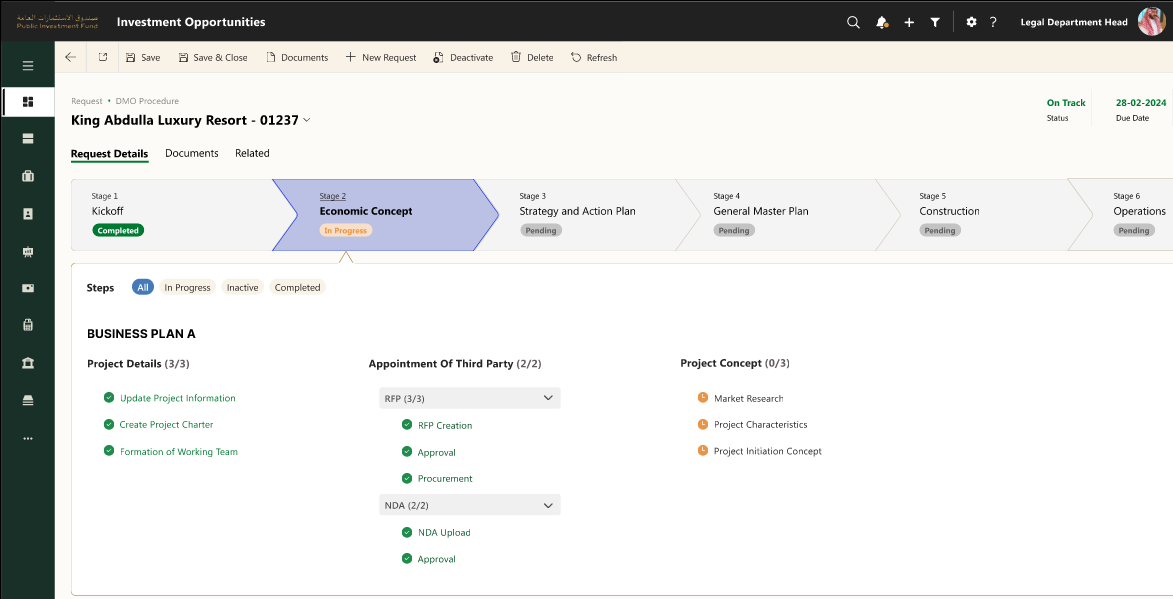 صندوق الاستثمارات العامة
Public Investment Fund
Investment Opportunities
Legal Department Head
Save
Save & Close
Documents
New Request
Deactivate
Delete
Refresh
Request • DMO Procedure
King Abdulla Luxury Resort - 01237
On Track
Status
28-02-2024
Due Date
Request Details
Documents
Related
Stage 1
Kickoff
Completed
Stage 2
Economic Concept
In Progress
Stage 3
Strategy and Action Plan
Pending
Stage 4
General Master Plan
Pending
Stage 5
Construction
Pending
Stage 6
Operations
Pending
Steps
All
In Progress
Inactive
Completed
BUSINESS PLAN A
Project Details (3/3)
Update Project Information
Create Project Charter
Formation of Working Team
Appointment Of Third Party (2/2)
RFP (3/3)
RFP Creation
Approval
Procurement
NDA (2/2)
NDA Upload
Approval
Project Concept (0/3)
Market Research
Project Characteristics
Project Initiation Concept